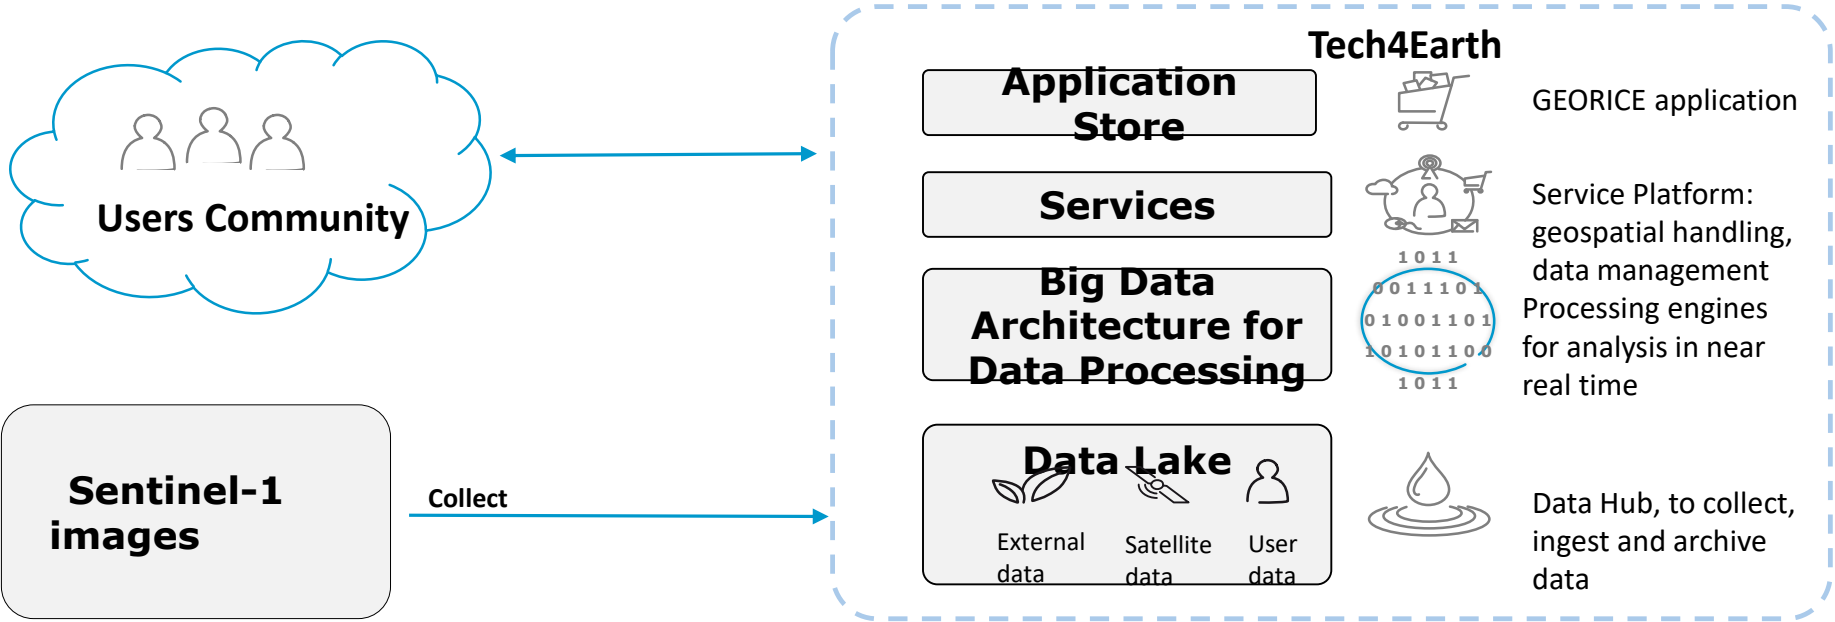 Users Community
Sentinel-1
images
Collect
Tech4Earth
Application
Store
GEORICE application
Services
Service Platform:
geospatial handling,
data management
Big Data
Architecture for
Data Processing
1 0 1 1
0 0 1 1 1 0 1
0 1 0 0 1 1 0 1
1 0 1 0 1 1 0 0
1 0 1 1
Processing engines
for analysis in near
real time
Data Lake
External
data
Satellite
data
User
data
Data Hub, to collect,
ingest and archive
data